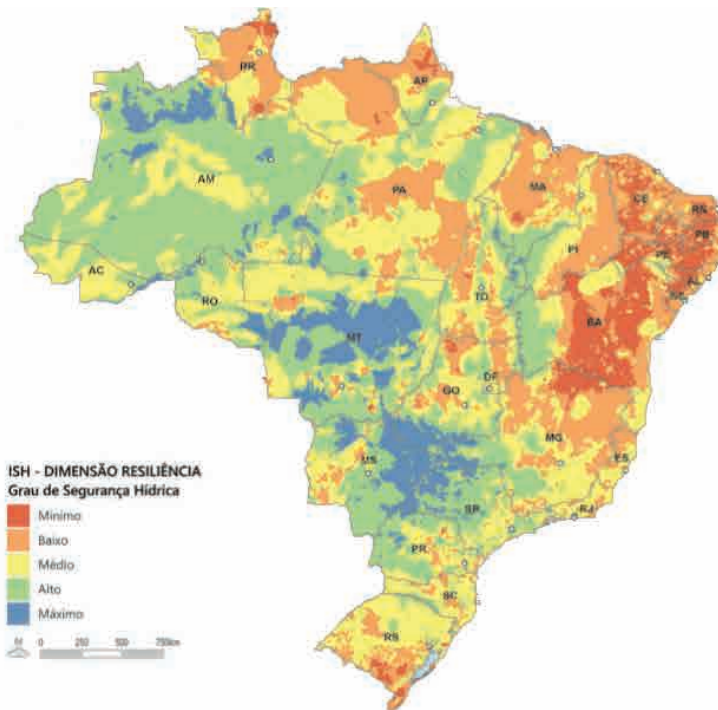 RR
AP
AM
PA
MA
CE
RN
PB
PE
AL
SE
PI
AC
RO
TO
BA
MT
GO
DF
MG
ES
MS
SP
RJ
PR
SC
RS
ISH - DIMENSÃO RESILIÊNCIA
Grau de Segurança Hídrica
Mínimo
Baixo
Médio
Alto
Máximo
0 250 500 750km